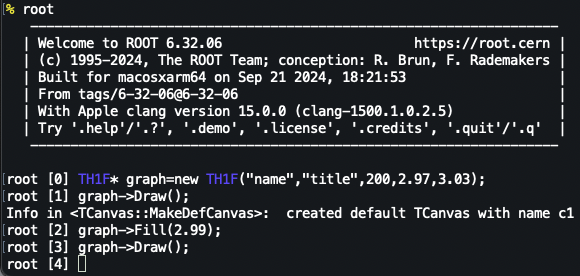 % root
| Welcome to ROOT 6.32.06 https://root.cern |
| (c) 1995-2024, The ROOT Team; conception: R. Brun, F. Rademakers |
| Built for macosxarm64 on Sep 21 2024, 18:21:53 |
| From tags/6-32-06@6-32-06 |
| With Apple clang version 15.0.0 (clang-1500.1.0.2.5) |
| Try '.help'/'.?', '.demo', '.license', '.credits', '.quit'/'.q' |
root [0] TH1F* graph=new TH1F("name","title",200,2.97,3.03);
root [1] graph->Draw();
Info in <TCanvas::MakeDefCanvas>: created default TCanvas with name c1
root [2] graph->Fill(2.99);
root [3] graph->Draw();
root [4]